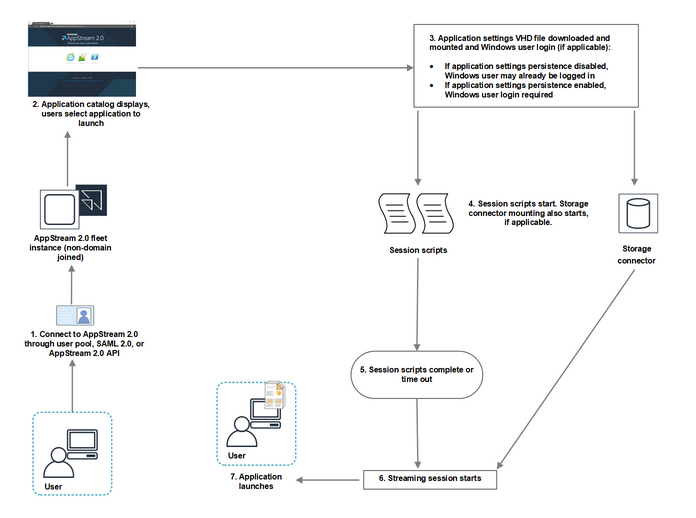 AppStream 2.0
2. Application catalog displays,
users select application to
launch
3. Application settings VHD file downloaded and
mounted and Windows user login (if applicable):
• If application settings persistence disabled,
Windows user may already be logged in
• If application settings persistence enabled,
Windows user login required
4. Session scripts start. Storage
connector mounting also starts,
if applicable.
Session scripts
Storage
connector
AppStream 2.0 fleet
instance (non-domain
joined)
1. Connect to AppStream 2.0
through user pool, SAML 2.0, or
AppStream 2.0 API
5. Session scripts complete or
time out
User
User
7. Application
launches
6. Streaming session starts